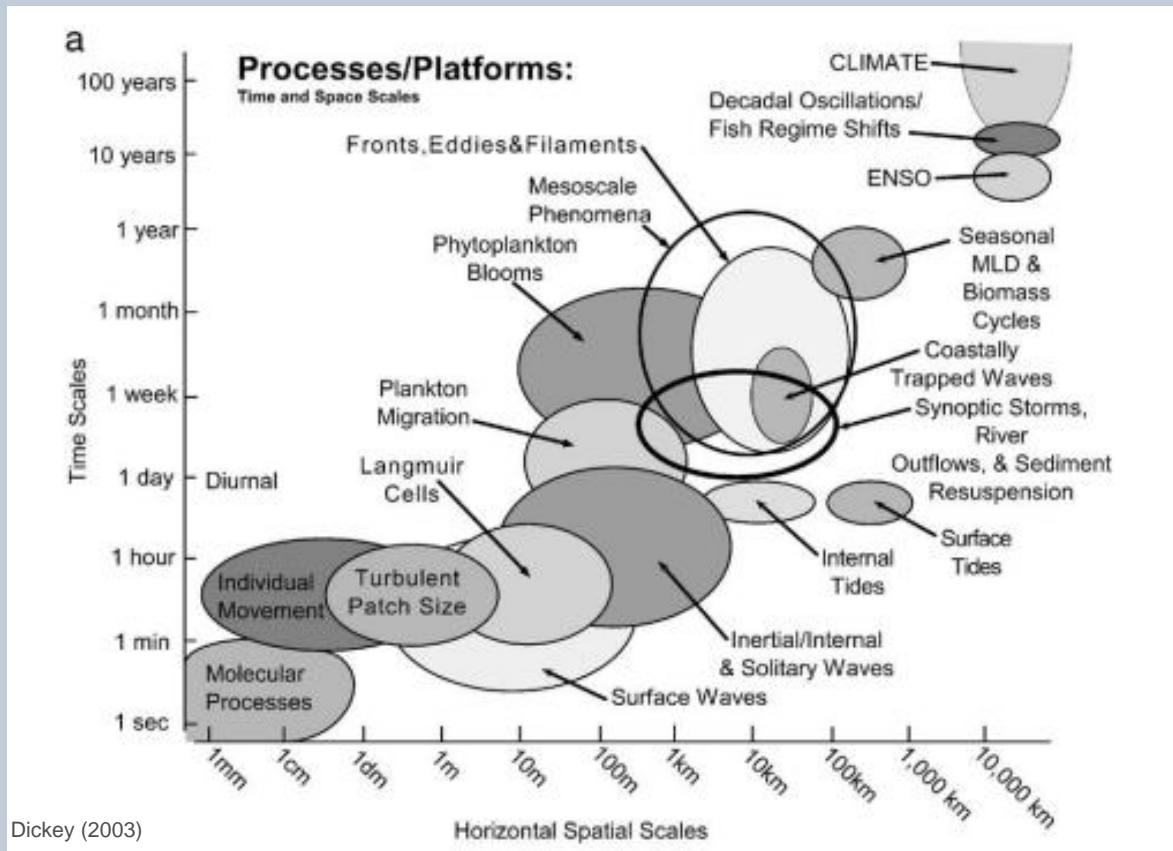 a
Processes/Platforms:
Time and Space Scales
100 years
10 years
1 year
1 month
1 week
1 day
1 hour
1 min
1 sec
Time Scales
CLIMATE
Decadal Oscillations/
Fish Regime Shifts
ENSO
Fronts,Eddies&Filaments
Mesoscale
Phenomena
Phytoplankton
Blooms
Seasonal
MLD &
Biomass
Cycles
Plankton
Migration
Coastally
Trapped Waves
Synoptic Storms,
River
Outflows, & Sediment
Resuspension
Langmuir
Cells
Diurnal
Internal
Tides
Surface
Tides
Individual
Movement
Turbulent
Patch Size
Inertial/Internal
& Solitary Waves
Molecular
Processes
Surface Waves
1mm
1cm
1dm
1m
10m
100m
1km
10km
100km
1,000 km
10,000 km
Horizontal Spatial Scales
Dickey (2003)